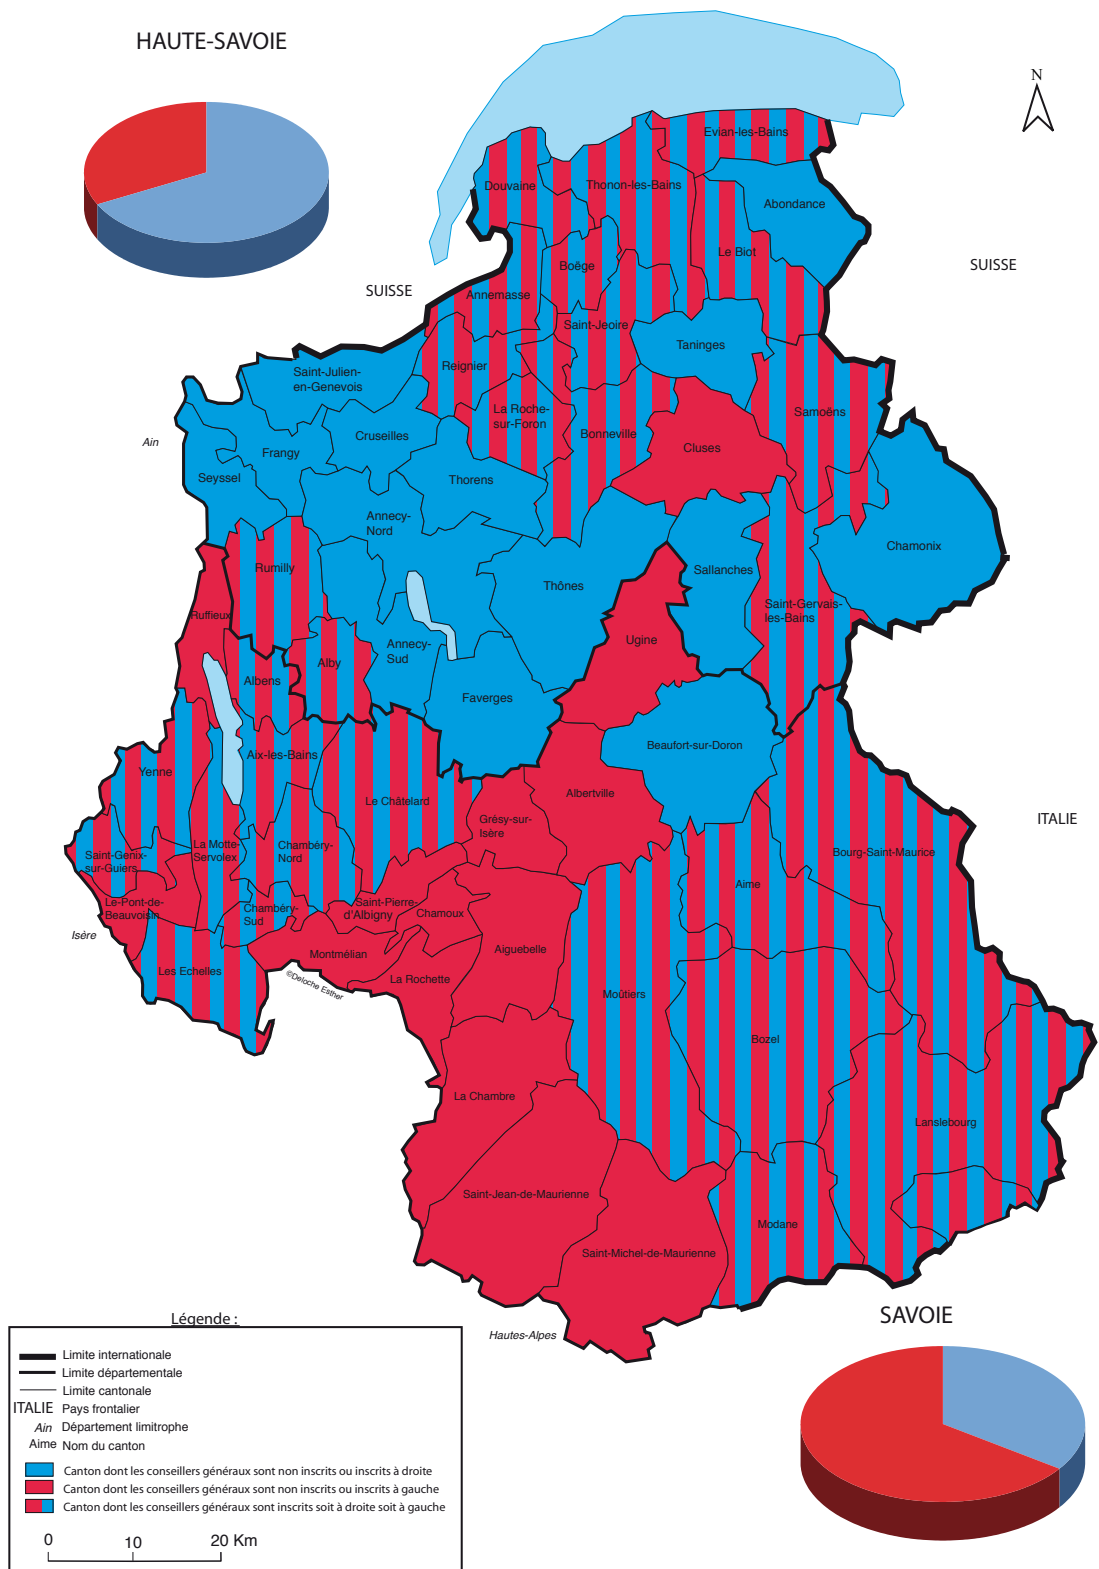 HAUTE-SAVOIE
N
Evian-les-Bains
Douvaine
Thonon-les-Bains
Abondance
Le Biot
Boëge
SUISSE
SUISSE
Annemasse
Saint-Jeoire
Taninges
Reignier
Saint-Julien-
en-Genevois
La Roche-
sur-Foron
Samoëns
Bonneville
Cruseilles
Ain
Cluses
Frangy
Seyssel
Thorens
Annecy-
Nord
Chamonix
Rumilly
Sallanches
Thônes
Saint-Gervais-
les-Bains
Ruffieux
Ugine
Annecy-
Sud
Alby
Albens
Faverges
Beaufort-sur-Doron
Aix-les-Bains
Yenne
Albertville
Le Châtelard
Grésy-sur-
Isère
ITALIE
La Motte-
Servolex
Chambéry-
Nord
Bourg-Saint-Maurice
Saint-Genix-
sur-Guiers
Aime
Le-Pont-de-
Beauvoisin
Saint-Pierre-
d'Albigny
Chambéry-
Sud
Chamoux
Isère
Aiguebelle
Montmélian
Les Echelles
La Rochette
©Deloche Esther
Moûtiers
Bozel
La Chambre
Lanslebourg
Saint-Jean-de-Maurienne
Modane
Saint-Michel-de-Maurienne
Hautes-Alpes
SAVOIE
Légende :
Limite internationale
Limite départementale
Limite cantonale
ITALIE Pays frontalier
Ain Département limitrophe
Aime Nom du canton
Canton dont les conseillers généraux sont non inscrits ou inscrits à droite
Canton dont les conseillers généraux sont non inscrits ou inscrits à gauche
Canton dont les conseillers généraux sont inscrits soit à droite soit à gauche
0 10 20 Km